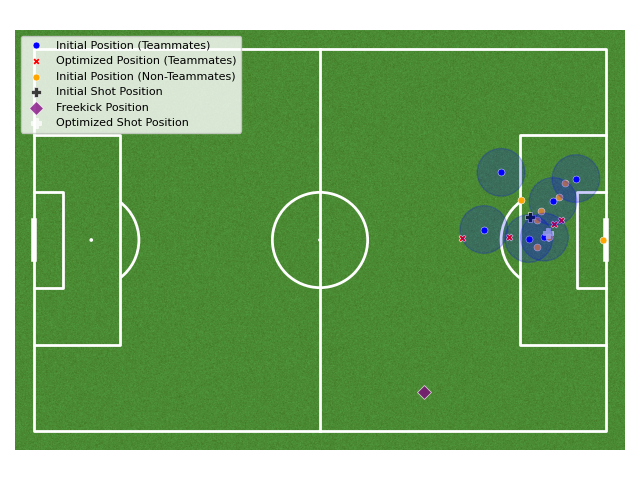 Initial Position (Teammates)
Optimized Position (Teammates)
Initial Position (Non-Teammates)
Initial Shot Position
Freekick Position
Optimized Shot Position